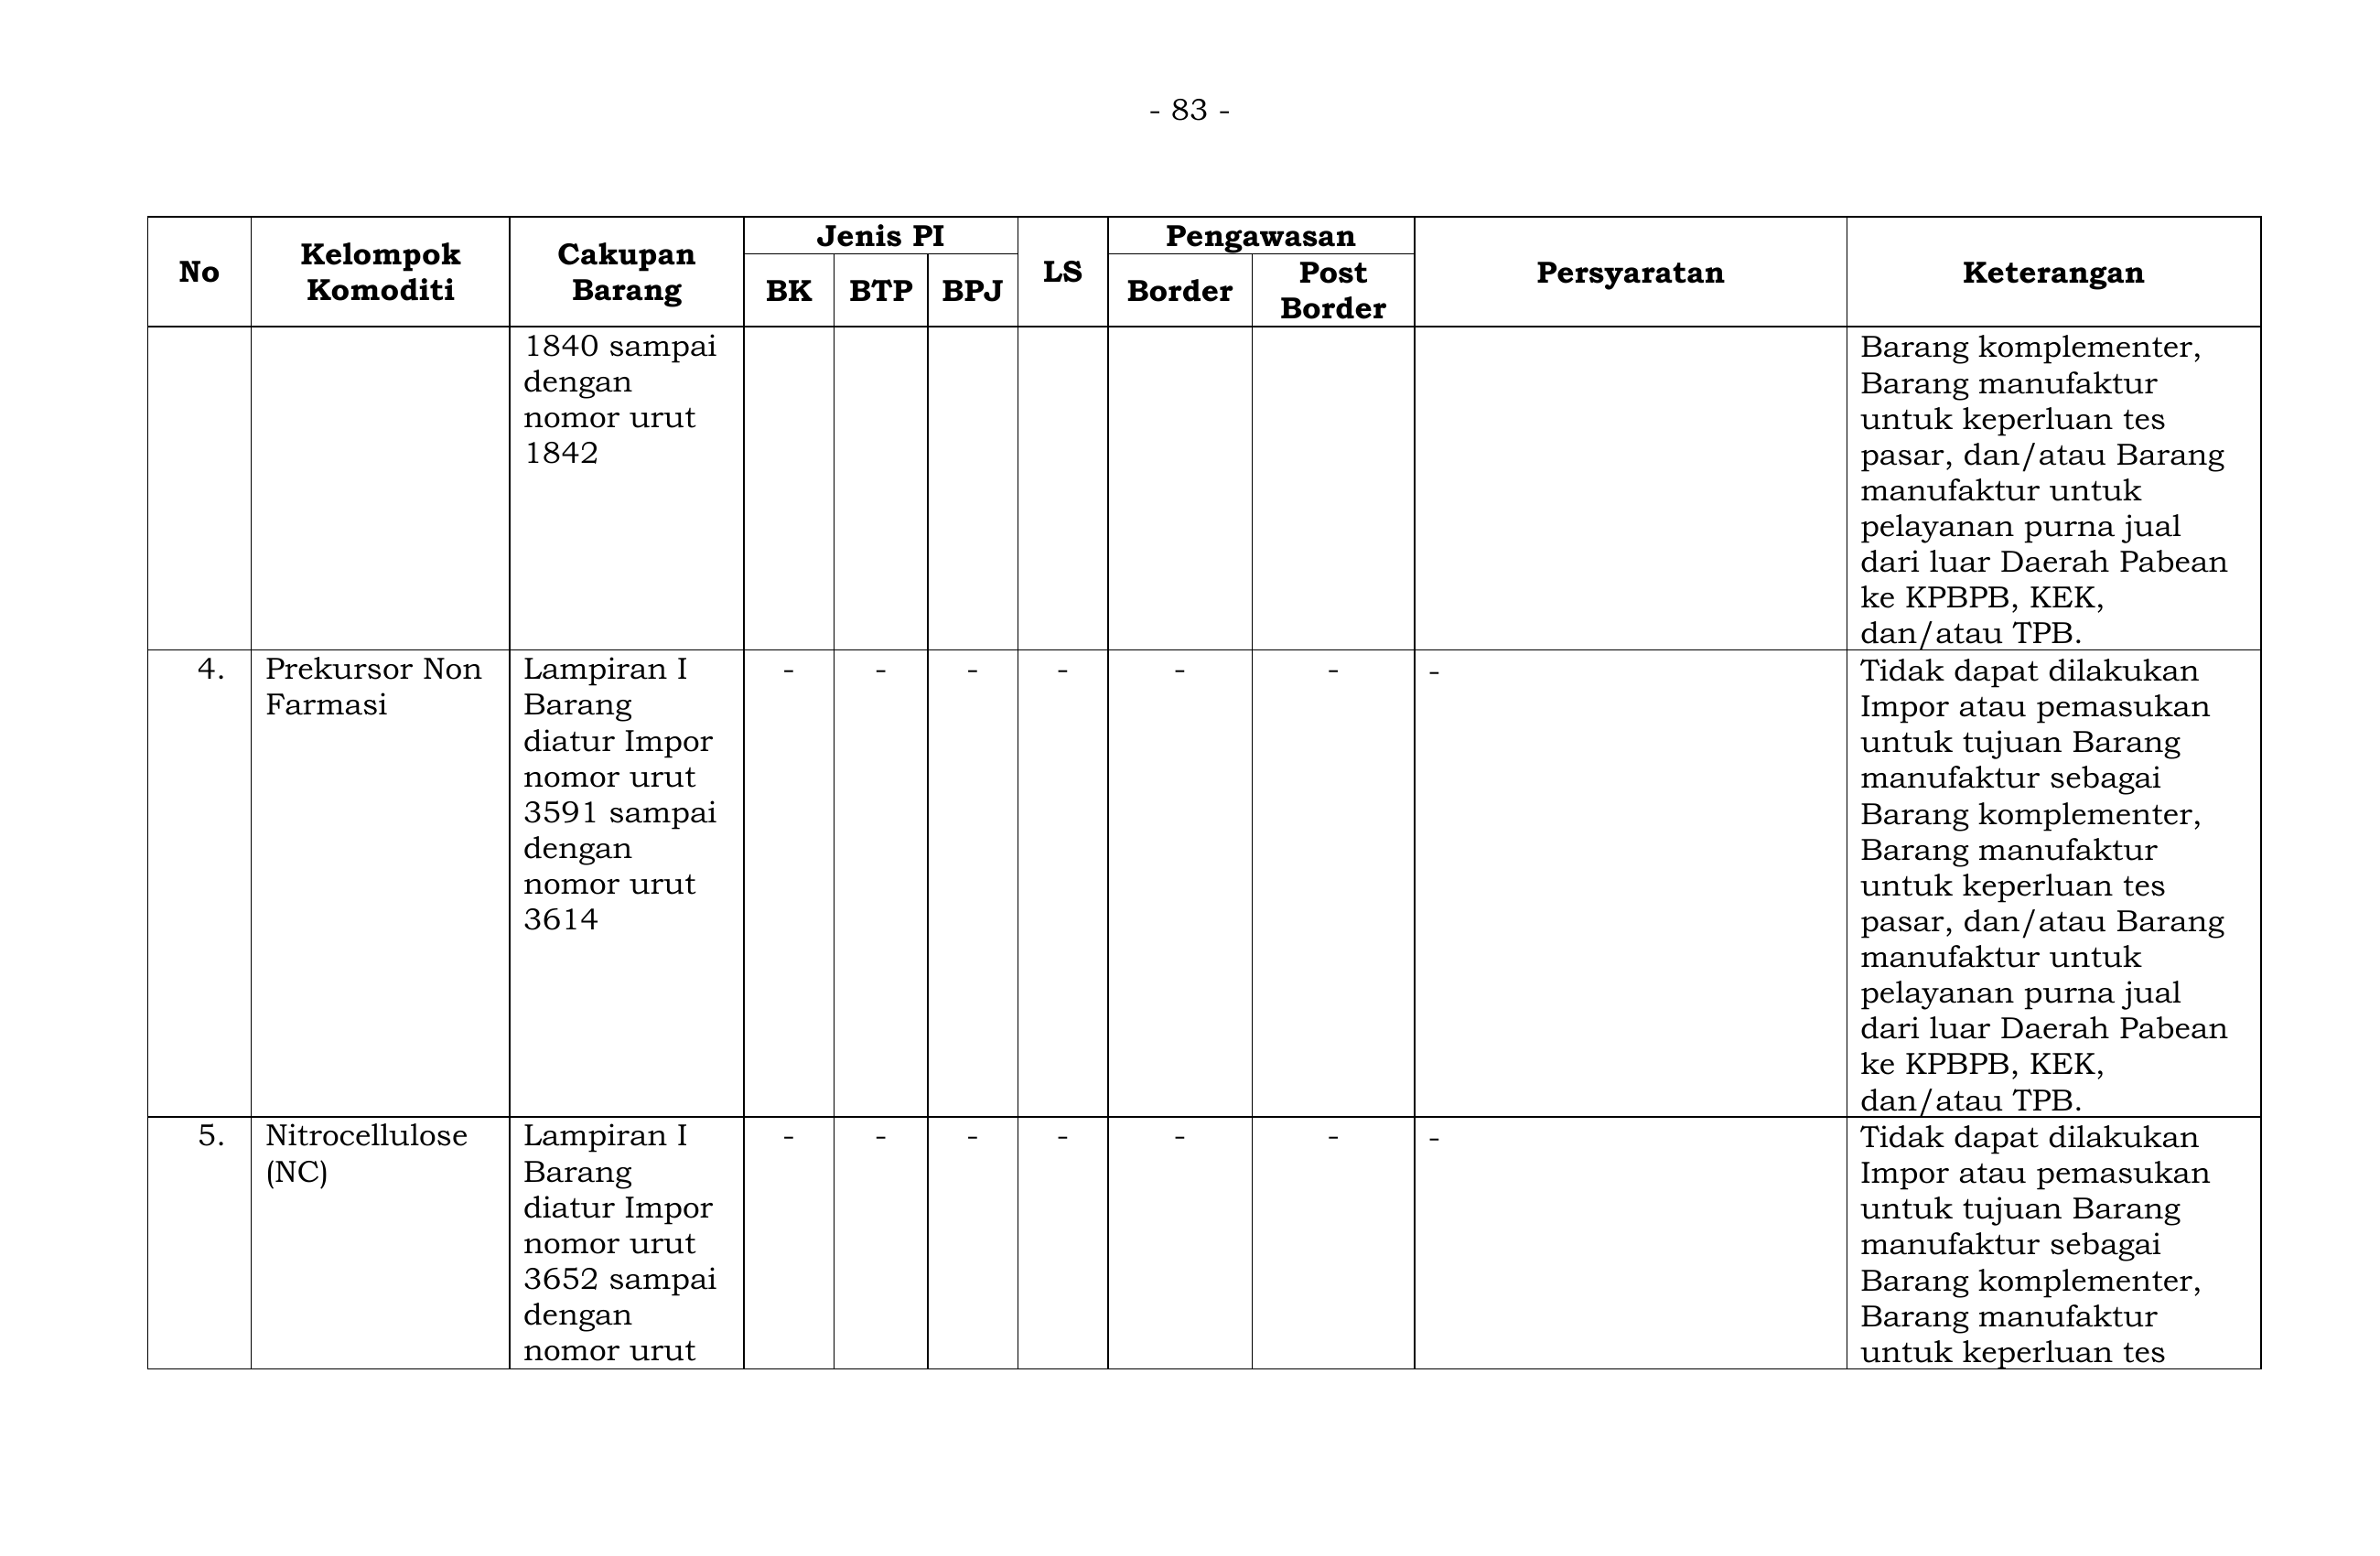 - 83 -
No
Kelompok
Komoditi
Cakupan
Barang
Jenis PI
BK
BTP
BPJ
LS
Pengawasan
Border
Post
Border
Persyaratan
Keterangan
1840 sampai
dengan
nomor urut
1842
Barang komplementer,
Barang manufaktur
untuk keperluan tes
pasar, dan/atau Barang
manufaktur untuk
pelayanan purna jual
dari luar Daerah Pabean
ke KPBPB, KEK,
dan/atau TPB.
4.
Prekursor Non
Farmasi
Lampiran I
Barang
diatur Impor
nomor urut
3591 sampai
dengan
nomor urut
3614
-
-
-
-
-
-
-
Tidak dapat dilakukan
Impor atau pemasukan
untuk tujuan Barang
manufaktur sebagai
Barang komplementer,
Barang manufaktur
untuk keperluan tes
pasar, dan/atau Barang
manufaktur untuk
pelayanan purna jual
dari luar Daerah Pabean
ke KPBPB, KEK,
dan/atau TPB.
5.
Nitrocellulose
(NC)
Lampiran I
Barang
diatur Impor
nomor urut
3652 sampai
dengan
nomor urut
-
-
-
-
-
-
-
Tidak dapat dilakukan
Impor atau pemasukan
untuk tujuan Barang
manufaktur sebagai
Barang komplementer,
Barang manufaktur
untuk keperluan tes